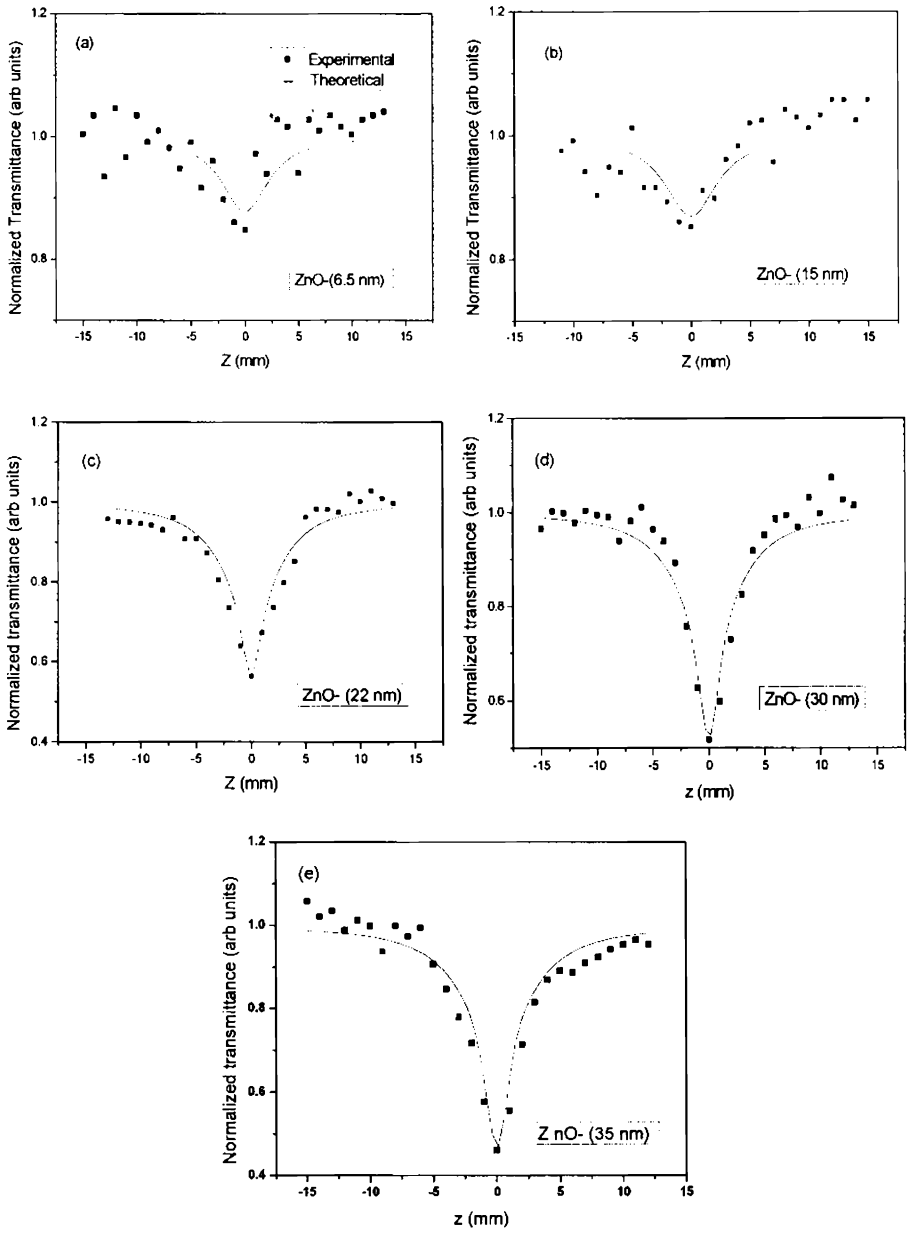 (a)
Experimental
Theoretical
ZnO-(6.5 nm)
Normalized Transmittance (arb units)
1.2
1.0
0.8
-15 -10 -5 0 5 10 15
Z (mm)
(b)
ZnO- (15 nm)
Normalized Transmittance (arb units)
1.2
1.0
0.8
-15 -10 -5 0 5 10 15
Z (mm)
(c)
ZnO- (22 nm)
Normalized transmittance (arb units)
1.2
1.0
0.8
0.6
0.4
-15 -10 -5 0 5 10 15
Z (mm)
(d)
ZnO- (30 nm)
Normalized transmittance (arb units)
1.2
1.0
0.8
0.6
-15 -10 -5 0 5 10 15
z (mm)
(e)
Z nO- (35 nm)
Normalized transmittance (arb units)
1.2
1.0
0.8
0.6
0.4
-15 -10 -5 0 5 10 15
z (mm)